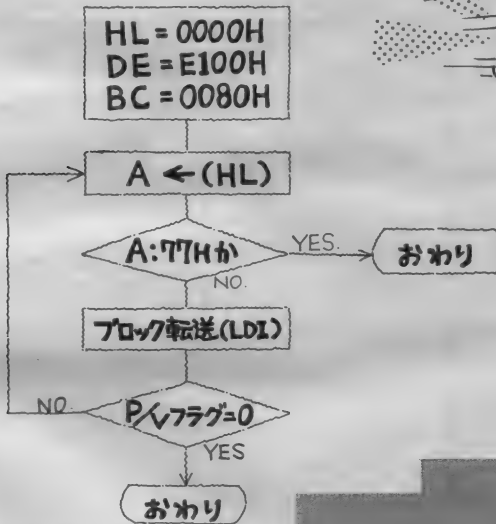 HL = 0000H
DE = E100H
BC = 0080H
A ← (HL)
A:77Hか
YES.
おわり
NO.
ブロック転送(LDI)
NO.
P/Vフラグ=0
YES
おわり